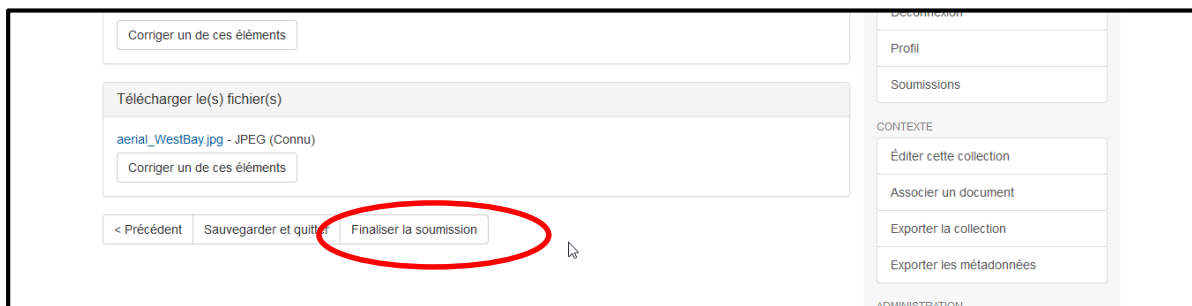 Corriger un de ces éléments
Télécharger le(s) fichier(s)
aerial_WestBay.jpg - JPEG (Connu)
Corriger un de ces éléments
< Précédent
Sauvegarder et quitter
Finaliser la soumission
Déconnexion
Profil
Soumissions
CONTEXTE
Éditer cette collection
Associer un document
Exporter la collection
Exporter les métadonnées
ADMINISTRATION